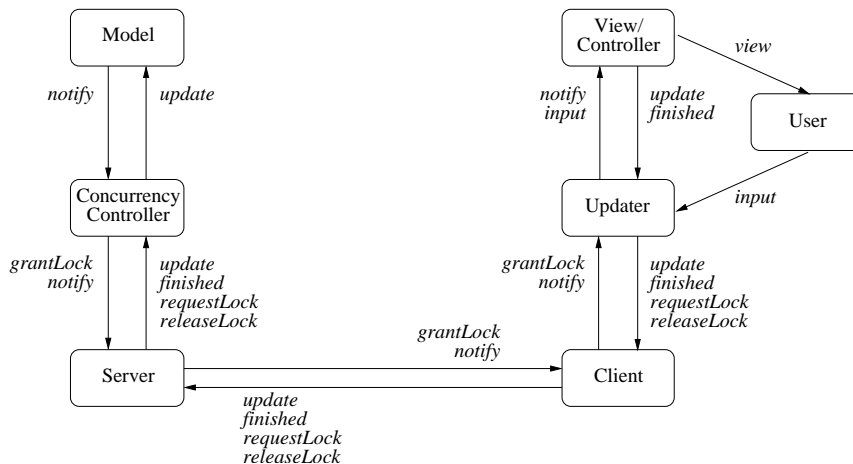 Model
View/
Controller
view
notify
update
notify
input
update
finished
User
Concurrency
Controller
Updater
input
grantLock
notify
update
finished
requestLock
releaseLock
grantLock
notify
update
finished
requestLock
releaseLock
grantLock
notify
Server
Client
update
finished
requestLock
releaseLock